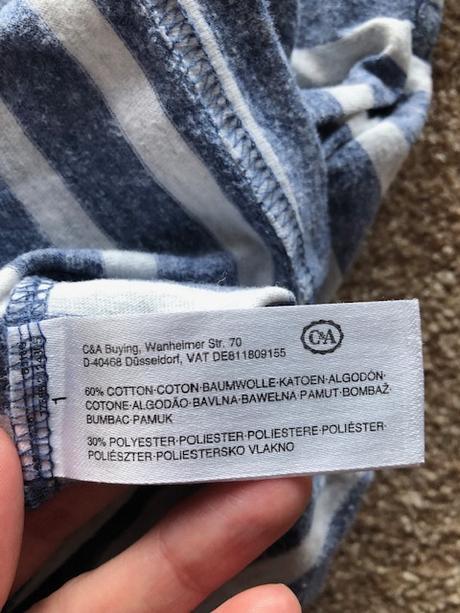 C&A Buying, Wanheimer Str. 70
D-40468 Düsseldorf, VAT DE811809155
C&A
60% COTTON·COTON·BAUMWOLLE·KATOEN·ALGODÓN·
COTONE·ALGODÃO·BAVLNA·BAWEŁNA·PAMUT·BOMBAŽ·
BUMBAC·PAMUK
30% POLYESTER·POLIESTER·POLIESTERE·POLIÉSTER·
POLIÉSZTER·POLIESTERSKO VLAKNO
1